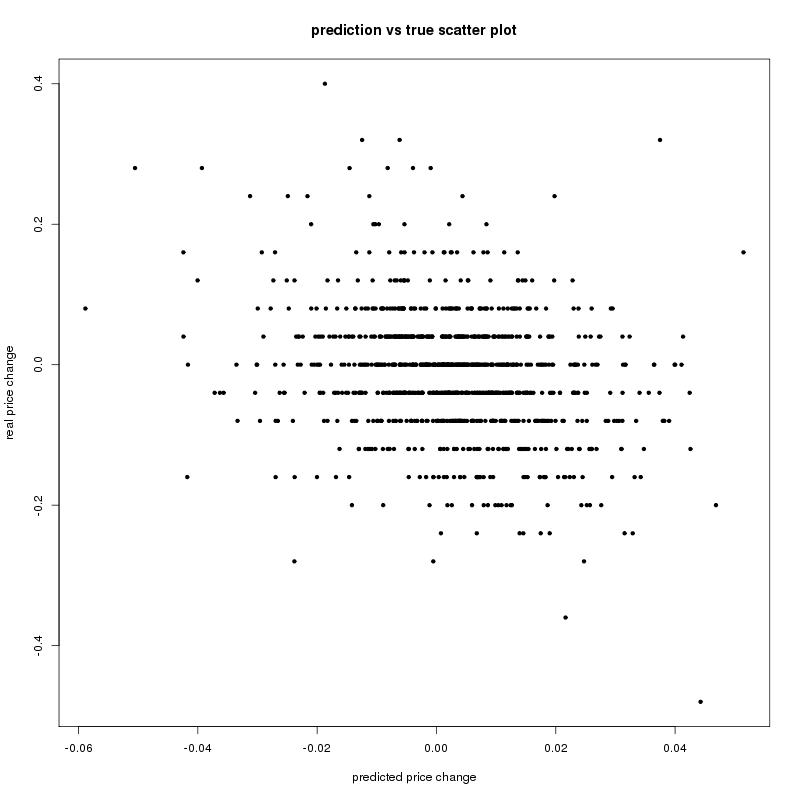 prediction vs true scatter plot
0.4
0.2
0.0
-0.2
-0.4
real price change
-0.06 -0.04 -0.02 0.00 0.02 0.04
predicted price change